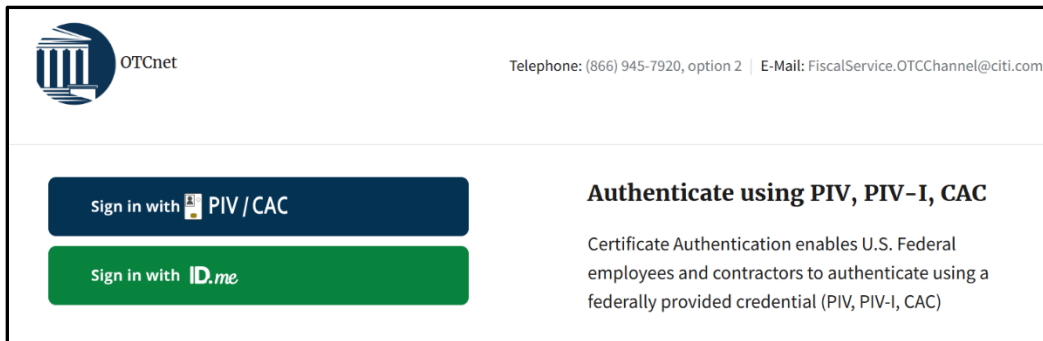 OTCnet
Telephone: (866) 945-7920, option 2 | E-Mail: FiscalService.OTCChannel@citi.com
Sign in with PIV / CAC
Sign in with ID.me
Authenticate using PIV, PIV-I, CAC
Certificate Authentication enables U.S. Federal
employees and contractors to authenticate using a
federally provided credential (PIV, PIV-I, CAC)